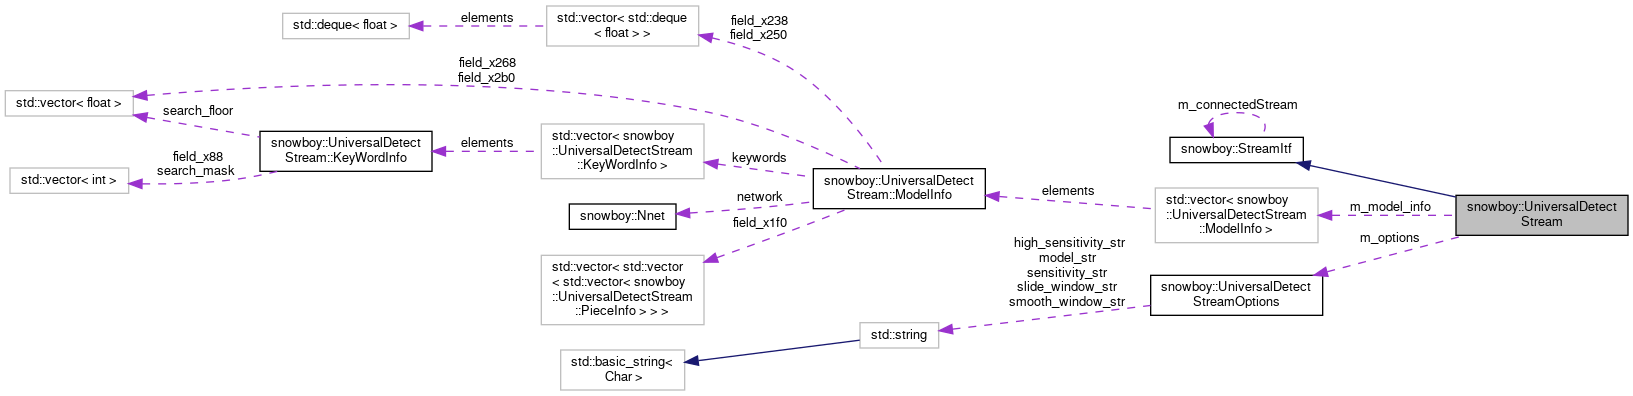 std::deque< float >
elements
std::vector< std::deque
< float > >
field_x238
field_x250
field_x268
field_x2b0
std::vector< float >
search_floor
snowboy::UniversalDetect
Stream::KeyWordInfo
field_x88
search_mask
std::vector< int >
elements
std::vector< snowboy
::UniversalDetectStream
::KeyWordInfo >
keywords
network
snowboy::Nnet
field_x1f0
std::vector< std::vector
< std::vector< snowboy
::UniversalDetectStream
::PieceInfo > > >
snowboy::UniversalDetect
Stream::ModelInfo
elements
std::vector< snowboy
::UniversalDetectStream
::ModelInfo >
m_connectedStream
snowboy::StreamItf
m_model_info
snowboy::UniversalDetect
Stream
m_options
snowboy::UniversalDetect
StreamOptions
high_sensitivity_str
model_str
sensitivity_str
slide_window_str
smooth_window_str
std::string
std::basic_string<
Char >